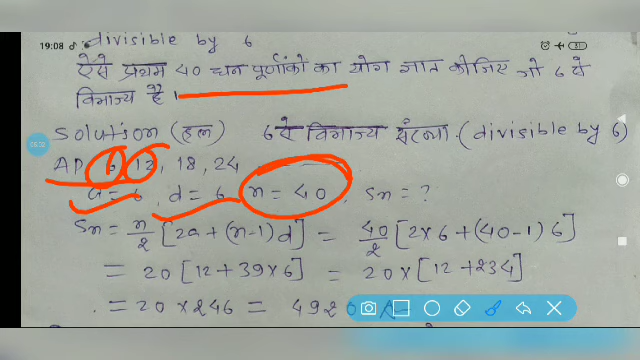 19:08
31
divisible by 6
ऐसे प्रथम 40 धन पूर्णांकों का योग ज्ञात कीजिए जो 6 से
विभाज्य है।
Solution (हल) 6 से विभाज्य संख्या - (divisible by 6)
AP 6, 12, 18, 24
a = 6, d = 6, n = 40, Sn = ?
Sn = n/2 [2a + (n-1)d] = 40/2 [2×6 + (40-1) 6]
= 20 [12 + 39×6] = 20 × [12 + 234]
= 20 × 246 = 4920